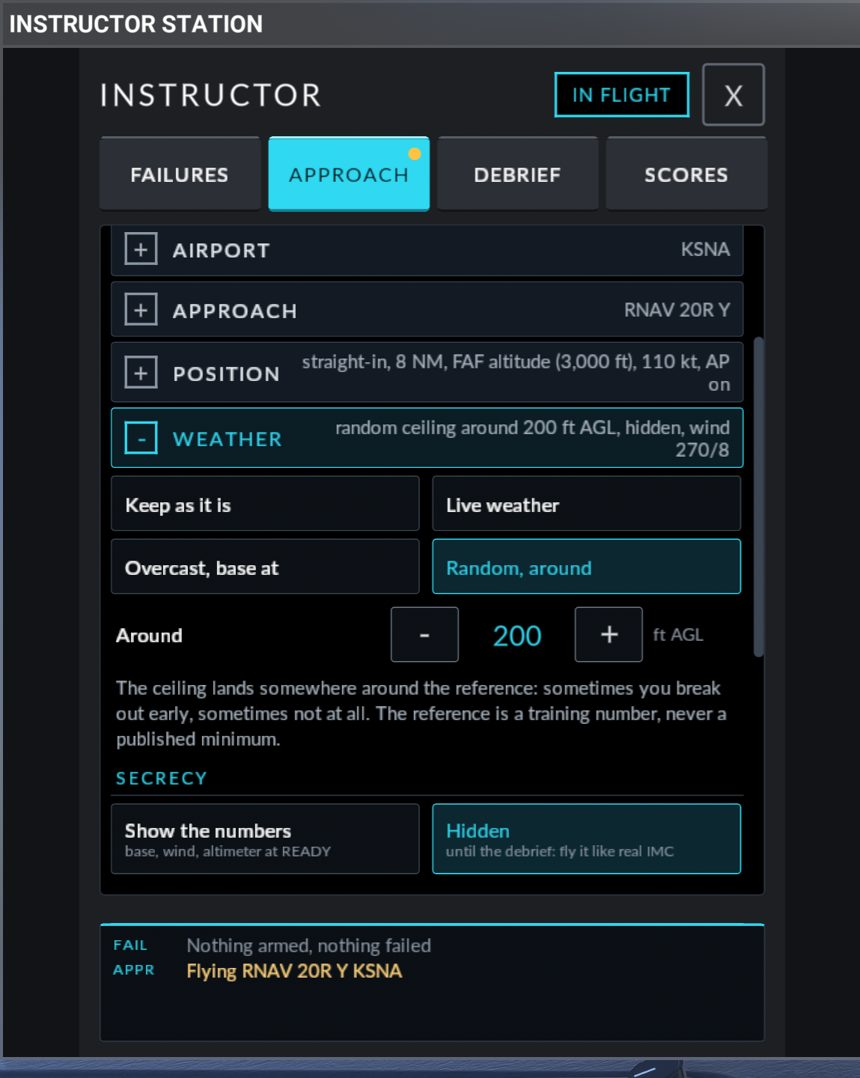 INSTRUCTOR STATION
INSTRUCTOR
IN FLIGHT
X
FAILURES
APPROACH
DEBRIEF
SCORES
+ AIRPORT KSNA
+ APPROACH RNAV 20R Y
+ POSITION straight-in, 8 NM, FAF altitude (3,000 ft), 110 kt, AP
on
- WEATHER random ceiling around 200 ft AGL, hidden, wind
270/8
Keep as it is
Live weather
Overcast, base at
Random, around
Around - 200 + ft AGL
The ceiling lands somewhere around the reference: sometimes you break
out early, sometimes not at all. The reference is a training number, never a
published minimum.
SECRECY
Show the numbers
base, wind, altimeter at READY
Hidden
until the debrief: fly it like real IMC
FAIL Nothing armed, nothing failed
APPR Flying RNAV 20R Y KSNA